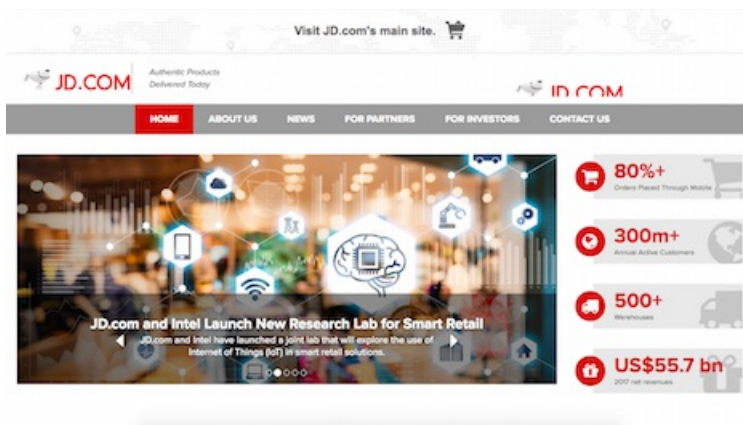 Visit JD.com's main site.
JD.COM
Authentic Products
Delivered Today
JD.COM
HOME ABOUT US NEWS FOR PARTNERS FOR INVESTORS CONTACT US
JD.com and Intel Launch New Research Lab for Smart Retail
JD.com and Intel have launched a joint lab that will explore the use of
Internet of Things (IoT) in smart retail solutions.
80%+
Orders Placed Through Mobile
300m+
Annual Active Customers
500+
Warehouses
US$55.7 bn
2017 net revenues